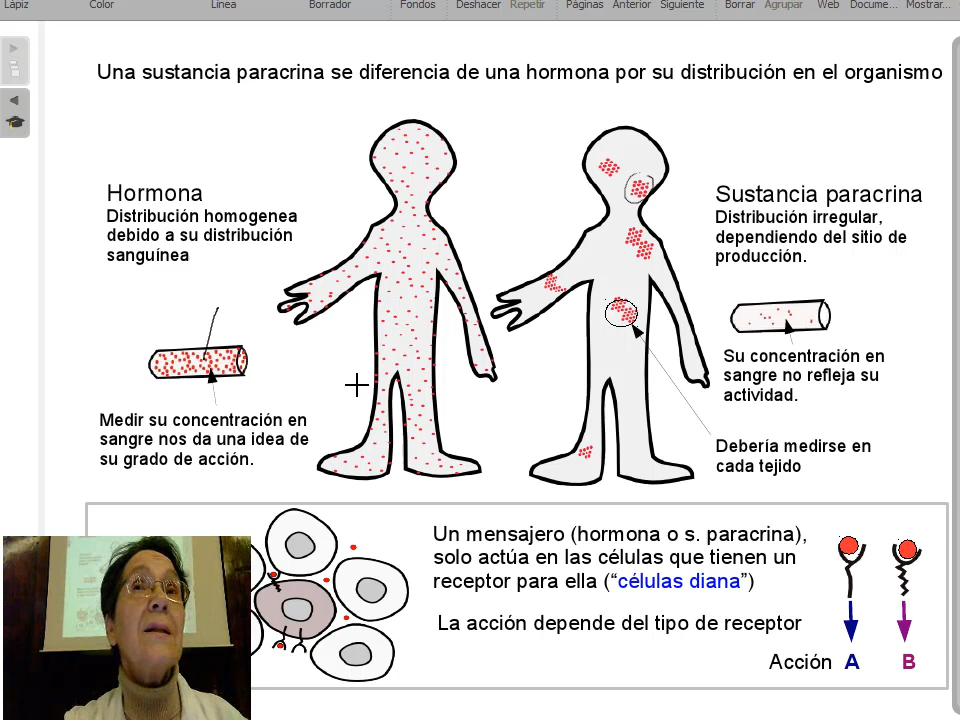 Lápiz Color Línea Borrador Fondos Deshacer Repetir Páginas Anterior Siguiente Borrar Agrupar Web Docume... Mostrar...
Una sustancia paracrina se diferencia de una hormona por su distribución en el organismo
Hormona
Distribución homogenea
debido a su distribución
sanguínea
Medir su concentración en
sangre nos da una idea de
su grado de acción.
Sustancia paracrina
Distribución irregular,
dependiendo del sitio de
producción.
Su concentración en
sangre no refleja su
actividad.
Debería medirse en
cada tejido
Un mensajero (hormona o s. paracrina),
solo actúa en las células que tienen un
receptor para ella ("células diana")
La acción depende del tipo de receptor
Acción A B